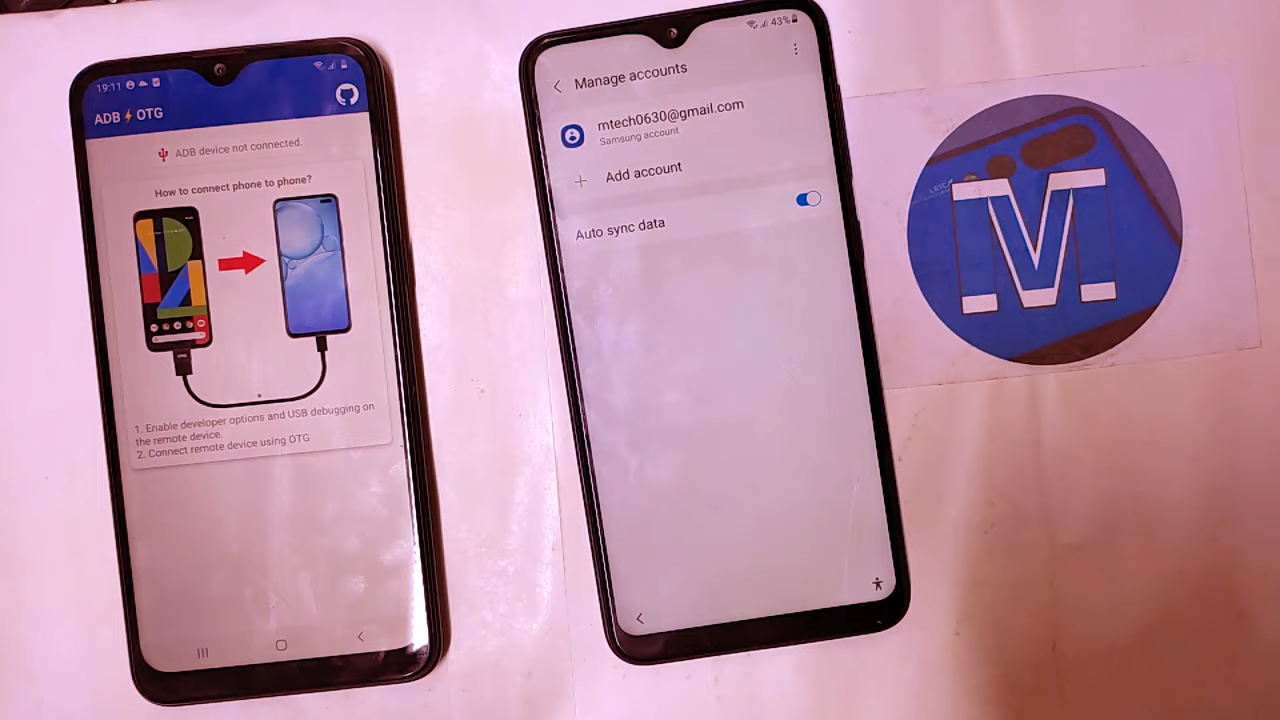 19:11
ADB OTG
ADB device not connected.
How to connect phone to phone?
1. Enable developer options and USB debugging on
the remote device.
2. Connect remote device using OTG
43%
Manage accounts
mtech0630@gmail.com
Samsung account
Add account
Auto sync data
LEICA
M